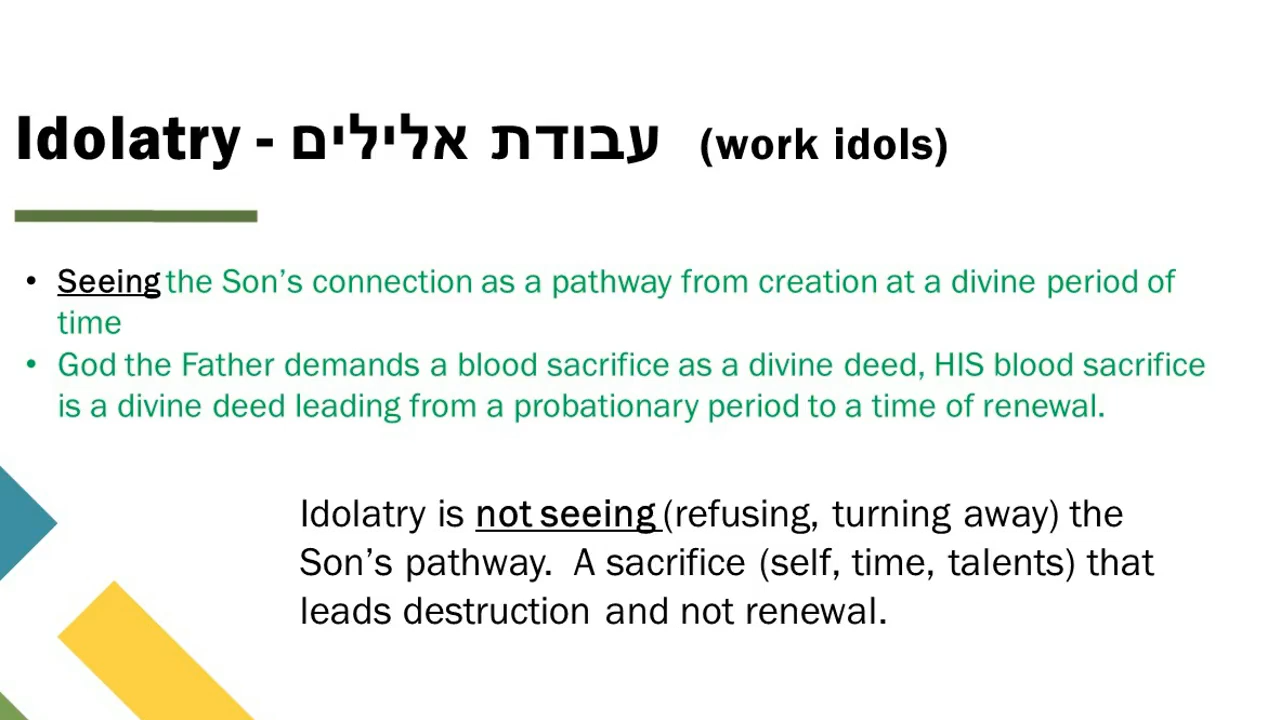 Idolatry - עבודת אלילים (work idols)
• Seeing the Son’s connection as a pathway from creation at a divine period of
time
• God the Father demands a blood sacrifice as a divine deed, HIS blood sacrifice
is a divine deed leading from a probationary period to a time of renewal.
Idolatry is not seeing (refusing, turning away) the
Son’s pathway. A sacrifice (self, time, talents) that
leads destruction and not renewal.